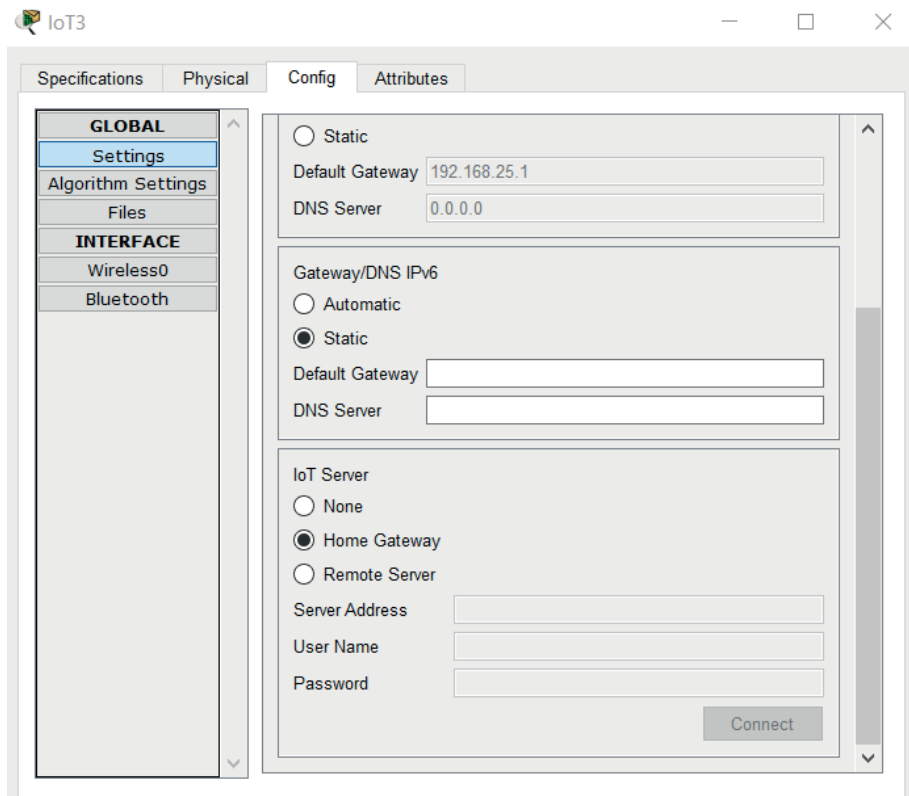 IoT3
Specifications Physical Config Attributes
GLOBAL
Settings
Algorithm Settings
Files
INTERFACE
Wireless0
Bluetooth
Static
Default Gateway 192.168.25.1
DNS Server 0.0.0.0
Gateway/DNS IPv6
Automatic
Static
Default Gateway
DNS Server
IoT Server
None
Home Gateway
Remote Server
Server Address
User Name
Password
Connect